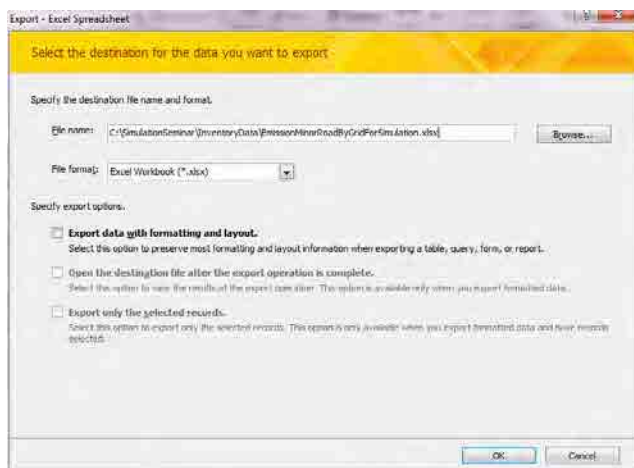 Export - Excel Spreadsheet
Select the destination for the data you want to export
Specify the destination file name and format.
File name: C:\SimulationSeminar\InventoryData\EmissionMinorRoadByGridForSimulation.xlsx
Browse...
File format: Excel Workbook (*.xlsx)
Specify export options.
Export data with formatting and layout.
Select this option to preserve most formatting and layout information when exporting a table, query, form, or report.
Open the destination file after the export operation is complete.
Select this option to view the results of the export operation. This option is available only when you export formatted data.
Export only the selected records.
Select this option to export only the selected records. This option is only available when you export formatted data and have records
selected.
OK Cancel